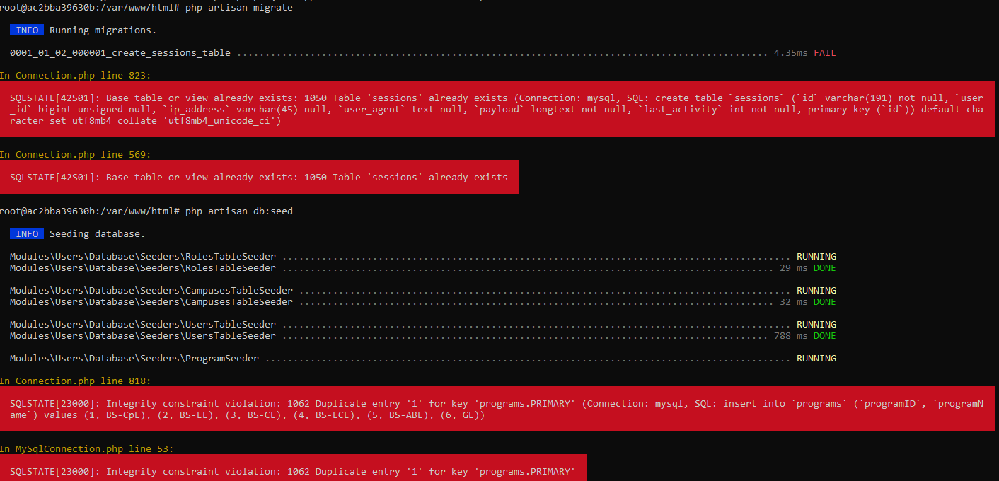 root@ac2bba39630b:/var/www/html# php artisan migrate
INFO Running migrations.
0001_01_02_000001_create_sessions_table .............................................................................................. 4.35ms FAIL
In Connection.php line 823:
SQLSTATE[42S01]: Base table or view already exists: 1050 Table 'sessions' already exists (Connection: mysql, SQL: create table `sessions` (`id` varchar(191) not null, `user
_id` bigint unsigned null, `ip_address` varchar(45) null, `user_agent` text null, `payload` longtext not null, `last_activity` int not null, primary key (`id`)) default cha
racter set utf8mb4 collate 'utf8mb4_unicode_ci')
In Connection.php line 569:
SQLSTATE[42S01]: Base table or view already exists: 1050 Table 'sessions' already exists
root@ac2bba39630b:/var/www/html# php artisan db:seed
INFO Seeding database.
Modules\Users\Database\Seeders\RolesTableSeeder .......................................................................................... RUNNING
Modules\Users\Database\Seeders\RolesTableSeeder ....................................................................................... 29 ms DONE
Modules\Users\Database\Seeders\CampusesTableSeeder ....................................................................................... RUNNING
Modules\Users\Database\Seeders\CampusesTableSeeder .................................................................................... 32 ms DONE
Modules\Users\Database\Seeders\UsersTableSeeder .......................................................................................... RUNNING
Modules\Users\Database\Seeders\UsersTableSeeder ...................................................................................... 788 ms DONE
Modules\Users\Database\Seeders\ProgramSeeder ............................................................................................. RUNNING
In Connection.php line 818:
SQLSTATE[23000]: Integrity constraint violation: 1062 Duplicate entry '1' for key 'programs.PRIMARY' (Connection: mysql, SQL: insert into `programs` (`programID`, `programN
ame`) values (1, BS-CpE), (2, BS-EE), (3, BS-CE), (4, BS-ECE), (5, BS-ABE), (6, GE))
In MySqlConnection.php line 53:
SQLSTATE[23000]: Integrity constraint violation: 1062 Duplicate entry '1' for key 'programs.PRIMARY'